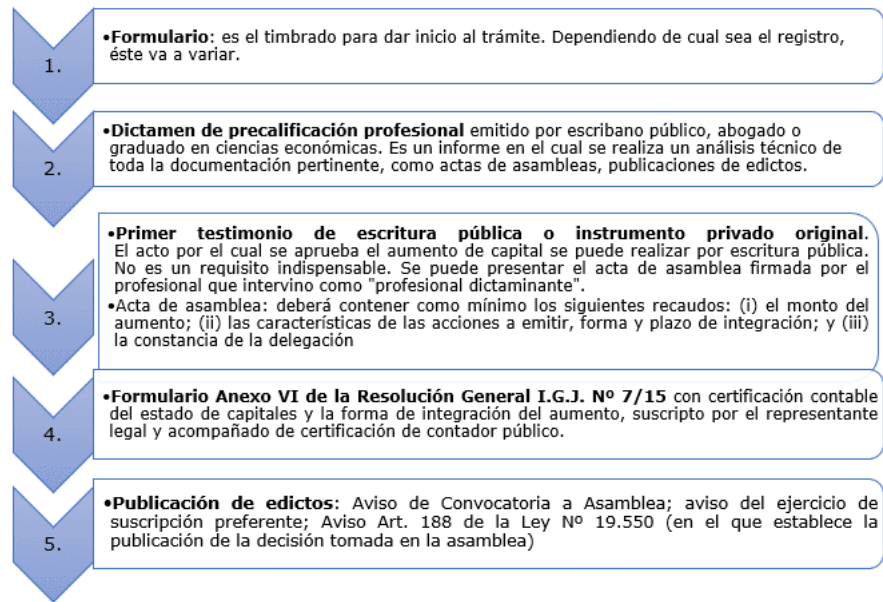 1.
•Formulario: es el timbrado para dar inicio al trámite. Dependiendo de cual sea el registro,
éste va a variar.
2.
•Dictamen de precalificación profesional emitido por escribano público, abogado o
graduado en ciencias económicas. Es un informe en el cual se realiza un análisis técnico de
toda la documentación pertinente, como actas de asambleas, publicaciones de edictos.
3.
•Primer testimonio de escritura pública o instrumento privado original.
El acto por el cual se aprueba el aumento de capital se puede realizar por escritura pública.
No es un requisito indispensable. Se puede presentar el acta de asamblea firmada por el
profesional que intervino como "profesional dictaminante".
•Acta de asamblea: deberá contener como mínimo los siguientes recaudos: (i) el monto del
aumento; (ii) las características de las acciones a emitir, forma y plazo de integración; y (iii)
la constancia de la delegación
4.
•Formulario Anexo VI de la Resolución General I.G.J. Nº 7/15 con certificación contable
del estado de capitales y la forma de integración del aumento, suscripto por el representante
legal y acompañado de certificación de contador público.
5.
•Publicación de edictos: Aviso de Convocatoria a Asamblea; aviso del ejercicio de
suscripción preferente; Aviso Art. 188 de la Ley Nº 19.550 (en el que establece la
publicación de la decisión tomada en la asamblea)